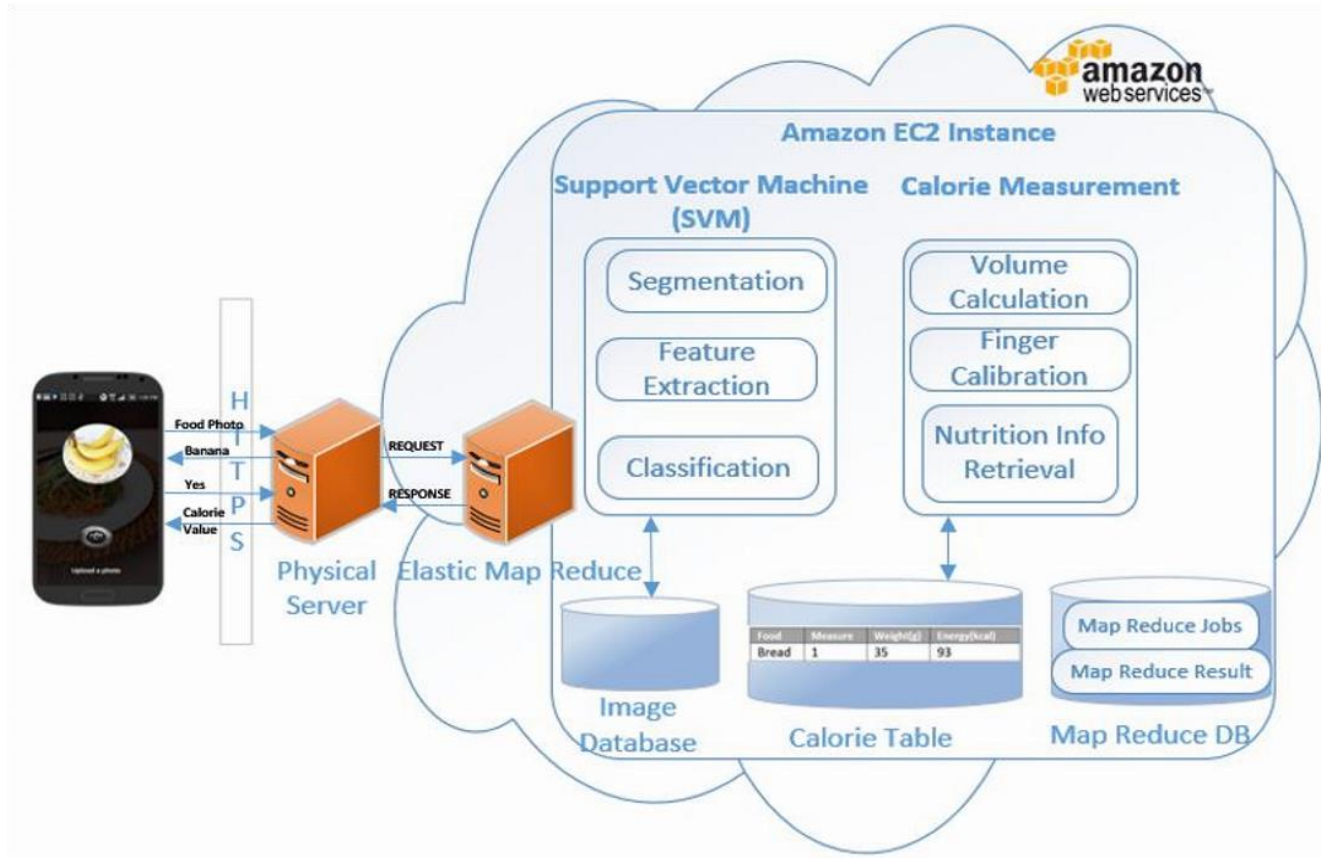 amazon
webservices™
Amazon EC2 Instance
Support Vector Machine
(SVM)
Calorie Measurement
Segmentation
Feature
Extraction
Classification
Volume
Calculation
Finger
Calibration
Nutrition Info
Retrieval
H
T
T
P
S
Food Photo
Banana
Yes
Calorie
Value
Upload a photo
REQUEST
RESPONSE
Physical
Server
Elastic Map Reduce
Image
Database
Food Measure Weight(g) Energy(kcal)
Bread 1 35 93
Calorie Table
Map Reduce Jobs
Map Reduce Result
Map Reduce DB